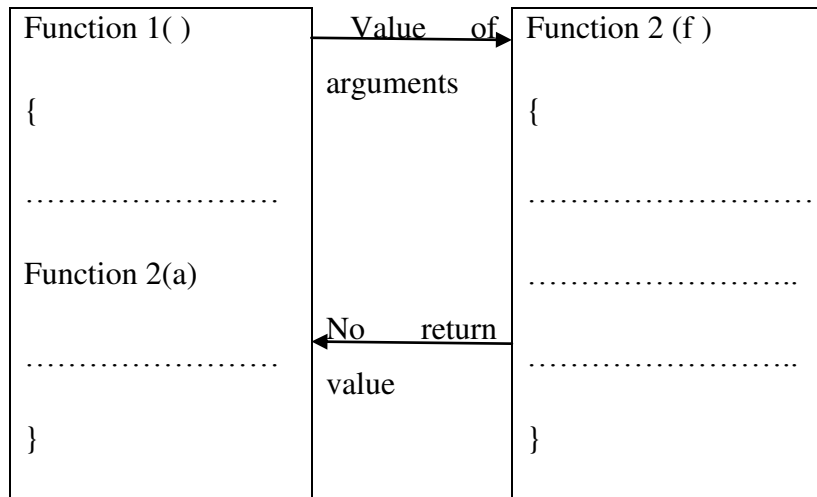 Function 1( )
{
……………………
Function 2(a)
……………………
}
Value of
arguments
No return
value
Function 2 (f )
{
………………………
……………………..
……………………..
}